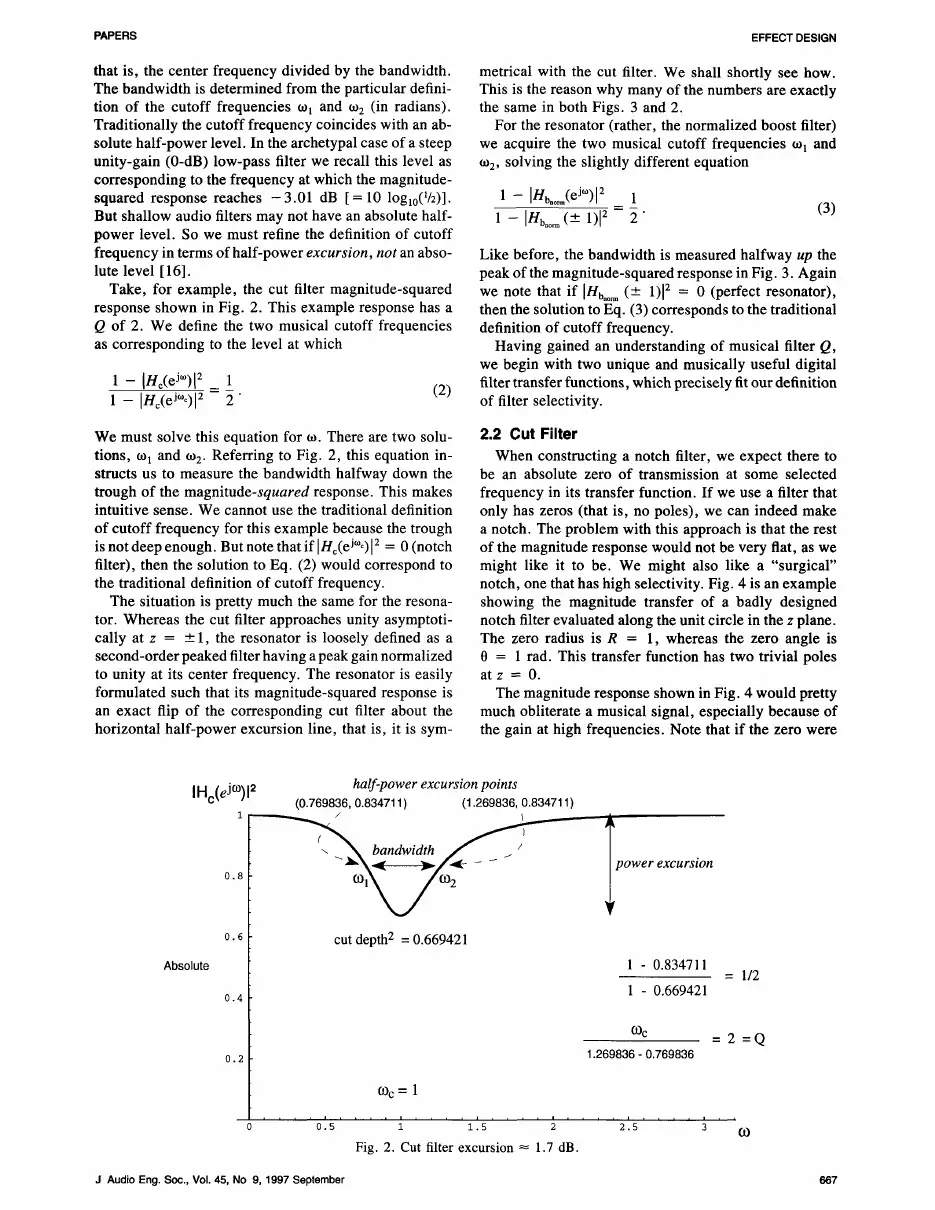 PAPERS
EFFECT DESIGN
that is, the center frequency divided by the bandwidth.
The bandwidth is determined from the particular defini-
tion of the cutoff frequencies ω₁ and ω₂ (in radians).
Traditionally the cutoff frequency coincides with an ab-
solute half-power level. In the archetypal case of a steep
unity-gain (0-dB) low-pass filter we recall this level as
corresponding to the frequency at which the magnitude-
squared response reaches −3.01 dB [= 10 log₁₀(½)].
But shallow audio filters may not have an absolute half-
power level. So we must refine the definition of cutoff
frequency in terms of half-power excursion, not an abso-
lute level [16].
Take, for example, the cut filter magnitude-squared
response shown in Fig. 2. This example response has a
Q of 2. We define the two musical cutoff frequencies
as corresponding to the level at which
1 − |H_c(e^{jω})|² / 1 − |H_c(e^{jω_c})|² = 1/2 . (2)
We must solve this equation for ω. There are two solu-
tions, ω₁ and ω₂. Referring to Fig. 2, this equation in-
structs us to measure the bandwidth halfway down the
trough of the magnitude-squared response. This makes
intuitive sense. We cannot use the traditional definition
of cutoff frequency for this example because the trough
is not deep enough. But note that if |H_c(e^{jω_c})|² = 0 (notch
filter), then the solution to Eq. (2) would correspond to
the traditional definition of cutoff frequency.
The situation is pretty much the same for the resona-
tor. Whereas the cut filter approaches unity asymptoti-
cally at z = ±1, the resonator is loosely defined as a
second-order peaked filter having a peak gain normalized
to unity at its center frequency. The resonator is easily
formulated such that its magnitude-squared response is
an exact flip of the corresponding cut filter about the
horizontal half-power excursion line, that is, it is sym-
metrical with the cut filter. We shall shortly see how.
This is the reason why many of the numbers are exactly
the same in both Figs. 3 and 2.
For the resonator (rather, the normalized boost filter)
we acquire the two musical cutoff frequencies ω₁ and
ω₂, solving the slightly different equation
1 − |H_{b_norm}(e^{jω})|² / 1 − |H_{b_norm}(± 1)|² = 1/2 . (3)
Like before, the bandwidth is measured halfway up the
peak of the magnitude-squared response in Fig. 3. Again
we note that if |H_{b_norm}(± 1)|² = 0 (perfect resonator),
then the solution to Eq. (3) corresponds to the traditional
definition of cutoff frequency.
Having gained an understanding of musical filter Q,
we begin with two unique and musically useful digital
filter transfer functions, which precisely fit our definition
of filter selectivity.
2.2 Cut Filter
When constructing a notch filter, we expect there to
be an absolute zero of transmission at some selected
frequency in its transfer function. If we use a filter that
only has zeros (that is, no poles), we can indeed make
a notch. The problem with this approach is that the rest
of the magnitude response would not be very flat, as we
might like it to be. We might also like a “surgical”
notch, one that has high selectivity. Fig. 4 is an example
showing the magnitude transfer of a badly designed
notch filter evaluated along the unit circle in the z plane.
The zero radius is R = 1, whereas the zero angle is
θ = 1 rad. This transfer function has two trivial poles
at z = 0.
The magnitude response shown in Fig. 4 would pretty
much obliterate a musical signal, especially because of
the gain at high frequencies. Note that if the zero were
|H_c(e^{jω})|²
half-power excursion points
(0.769836, 0.834711) (1.269836, 0.834711)
1
bandwidth
power excursion
0.8
ω₁ ω₂
0.6
cut depth² = 0.669421
Absolute
1 - 0.834711 / 1 - 0.669421 = 1/2
0.4
ω_c / 1.269836 - 0.769836 = 2 = Q
0.2
ω_c = 1
0 0.5 1 1.5 2 2.5 3 ω
Fig. 2. Cut filter excursion ≈ 1.7 dB.
J Audio Eng. Soc., Vol. 45, No 9, 1997 September
667